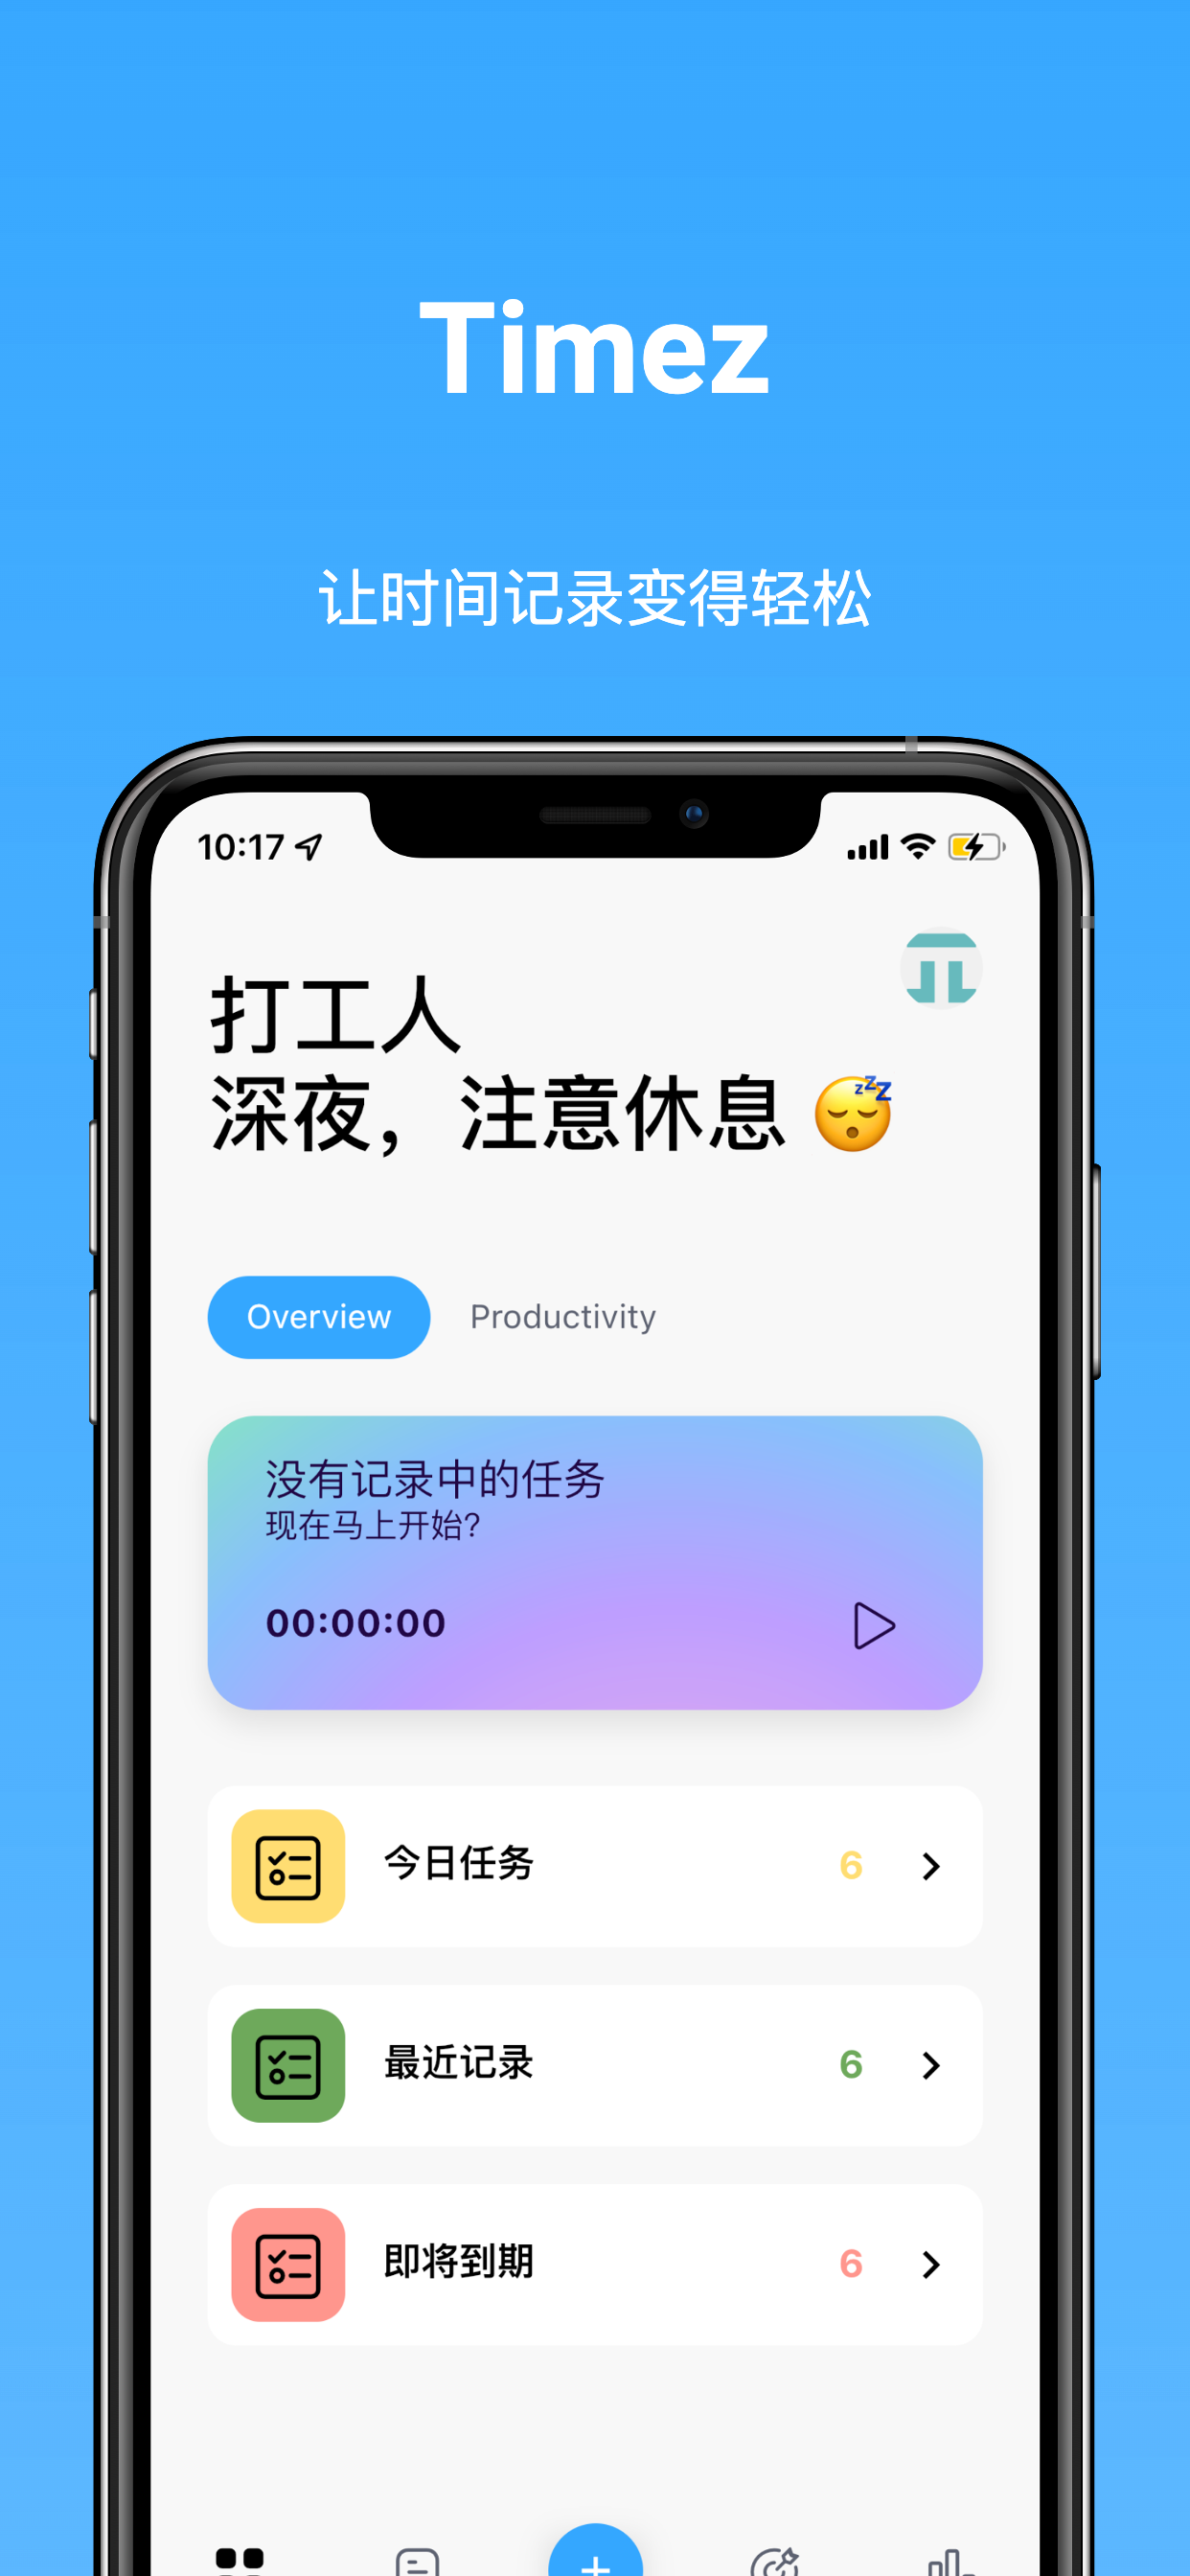 Timez
让时间记录变得轻松
10:17
打工人
深夜，注意休息 😴
Overview
Productivity
没有记录中的任务
现在马上开始?
00:00:00
今日任务 6
最近记录 6
即将到期 6